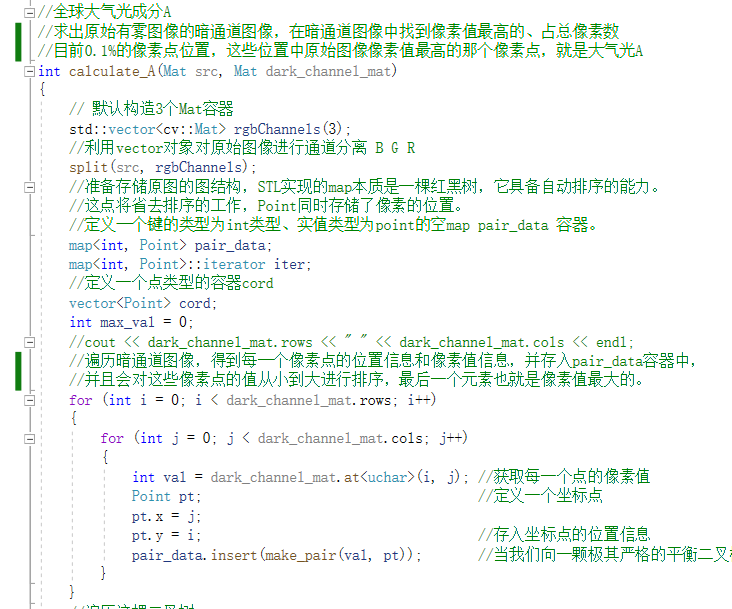 //全球大气光成分A
//求出原始有雾图像的暗通道图像，在暗通道图像中找到像素值最高的、占总像素数
//目前0.1%的像素点位置，这些位置中原始图像像素值最高的那个像素点，就是大气光A
int calculate_A(Mat src, Mat dark_channel_mat)
{
// 默认构造3个Mat容器
std::vector<cv::Mat> rgbChannels(3);
//利用vector对象对原始图像进行通道分离 B G R
split(src, rgbChannels);
//准备存储原图的图结构，STL实现的map本质是一棵红黑树，它具备自动排序的能力。
//这点将省去排序的工作，Point同时存储了像素的位置。
//定义一个键的类型为int类型、实值类型为point的空map pair_data 容器。
map<int, Point> pair_data;
map<int, Point>::iterator iter;
//定义一个点类型的容器cord
vector<Point> cord;
int max_val = 0;
//cout << dark_channel_mat.rows << " " << dark_channel_mat.cols << endl;
//遍历暗通道图像，得到每一个像素点的位置信息和像素值信息，并存入pair_data容器中，
//并且会对这些像素点的值从小到大进行排序，最后一个元素也就是像素值最大的。
for (int i = 0; i < dark_channel_mat.rows; i++)
{
for (int j = 0; j < dark_channel_mat.cols; j++)
{
int val = dark_channel_mat.at<uchar>(i, j); //获取每一个点的像素值
Point pt; //定义一个坐标点
pt.x = j;
pt.y = i; //存入坐标点的位置信息
pair_data.insert(make_pair(val, pt)); //当我们向一颗极其严格的平衡二叉
}
}